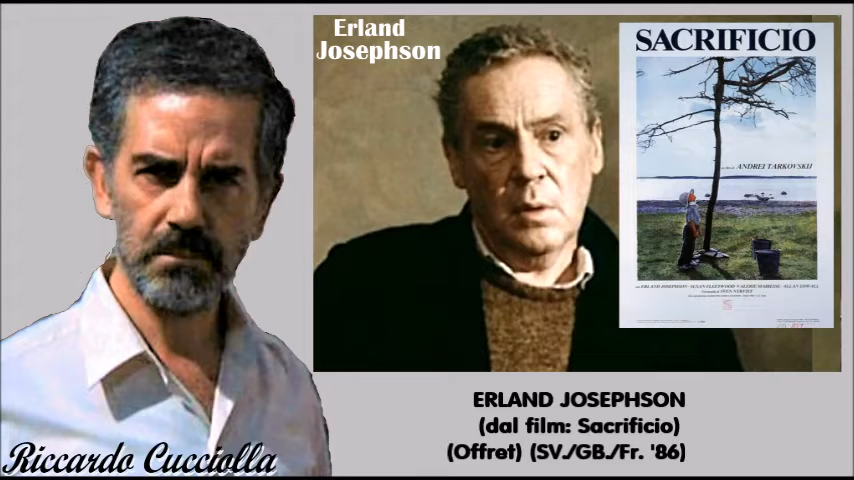 Erland
Josephson
SACRIFICIO
ANDREI TARKOVSKIJ
ERLAND JOSEPHSON
(dal film: Sacrificio)
(Offret) (SV./GB./Fr. '86)
Riccardo Cucciolla